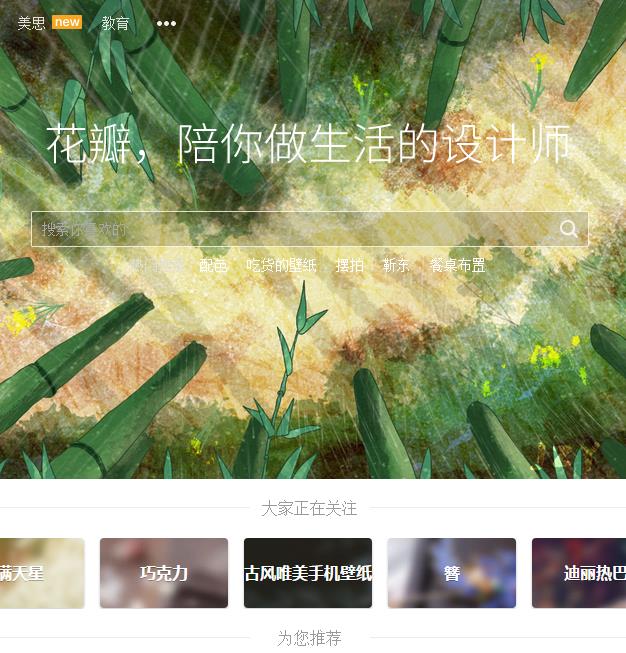 美思 new 教育 •••
花瓣，陪你做生活的设计师
搜索你喜欢的
配色 吃货的壁纸 摆拍 靳东 餐桌布置
大家正在关注
满天星 巧克力 古风唯美手机壁纸 簪 迪丽热巴
为您推荐